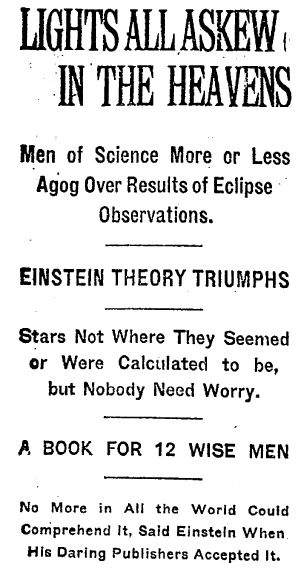 LIGHTS ALL ASKEW
IN THE HEAVENS
Men of Science More or Less
Agog Over Results of Eclipse
Observations.
EINSTEIN THEORY TRIUMPHS
Stars Not Where They Seemed
or Were Calculated to be,
but Nobody Need Worry.
A BOOK FOR 12 WISE MEN
No More in All the World Could
Comprehend It, Said Einstein When
His Daring Publishers Accepted It.